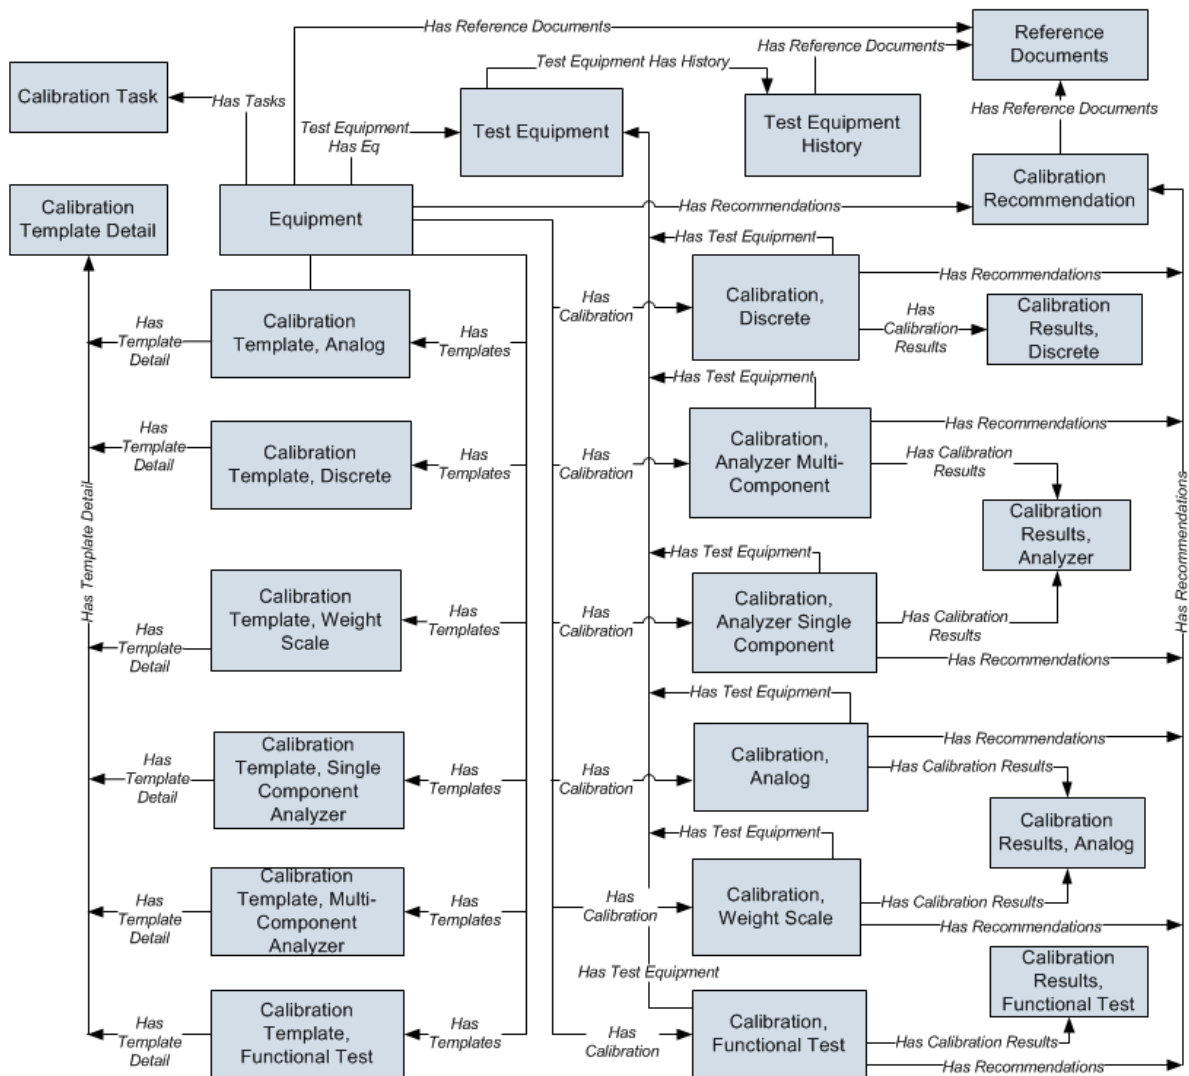 Has Reference Documents
Reference
Documents
Has Reference Documents
Test Equipment Has History
Calibration Task
Has Tasks
Test Equipment
Has Eq
Test Equipment
Test Equipment
History
Has Reference Documents
Calibration
Template Detail
Equipment
Has Recommendations
Calibration
Recommendation
Has Test Equipment
Has
Calibration
Calibration,
Discrete
Has Recommendations
Has
Calibration
Results
Calibration
Results,
Discrete
Has
Template
Detail
Calibration
Template, Analog
Has
Templates
Has Test Equipment
Has
Template
Detail
Calibration
Template, Discrete
Has
Templates
Has
Calibration
Calibration,
Analyzer Multi-
Component
Has Recommendations
Has Calibration
Results
Calibration
Results,
Analyzer
Has Template Detail
Has Recommendations
Has Test Equipment
Has
Template
Detail
Calibration
Template, Weight
Scale
Has
Templates
Has
Calibration
Calibration,
Analyzer Single
Component
Has Calibration
Results
Has Recommendations
Has Test Equipment
Has
Template
Detail
Calibration
Template, Single
Component
Analyzer
Has
Templates
Has
Calibration
Calibration,
Analog
Has Recommendations
Has Calibration Results
Calibration
Results, Analog
Has Test Equipment
Has
Template
Detail
Calibration
Template, Multi-
Component
Analyzer
Has
Templates
Has
Calibration
Calibration,
Weight Scale
Has Calibration Results
Has Recommendations
Has Test Equipment
Calibration
Results,
Functional Test
Has
Template
Detail
Calibration
Template,
Functional Test
Has
Templates
Has
Calibration
Calibration,
Functional Test
Has Calibration Results
Has Recommendations